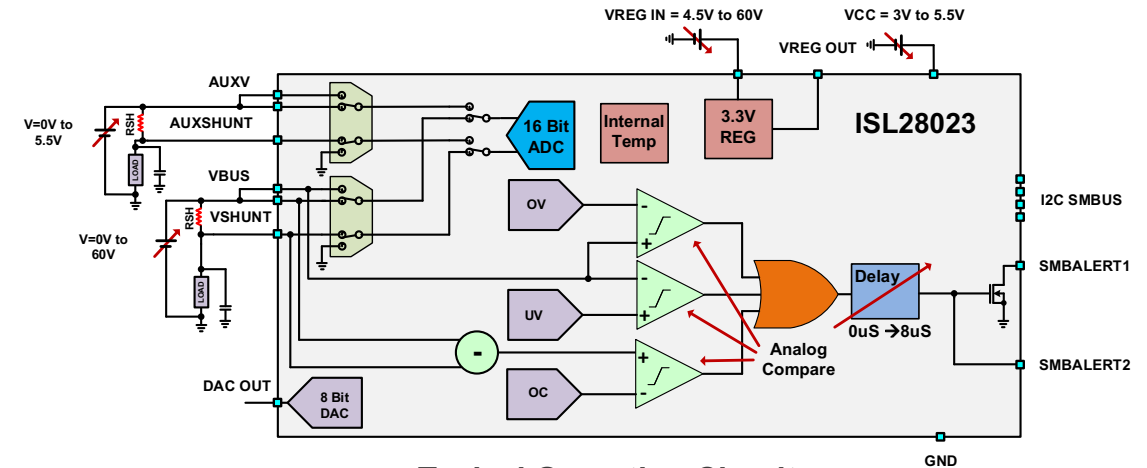 VREG IN = 4.5V to 60V
VCC = 3V to 5.5V
VREG OUT
AUXV
AUXSHUNT
V=0V to
5.5V
RSH
LOAD
16 Bit
ADC
Internal
Temp
3.3V
REG
ISL28023
VBUS
VSHUNT
V=0V to
60V
RSH
LOAD
OV
-
+
I2C SMBUS
UV
-
+
Delay
0uS →8uS
SMBALERT1
-
Analog
Compare
SMBALERT2
OC
+
-
DAC OUT
8 Bit
DAC
GND